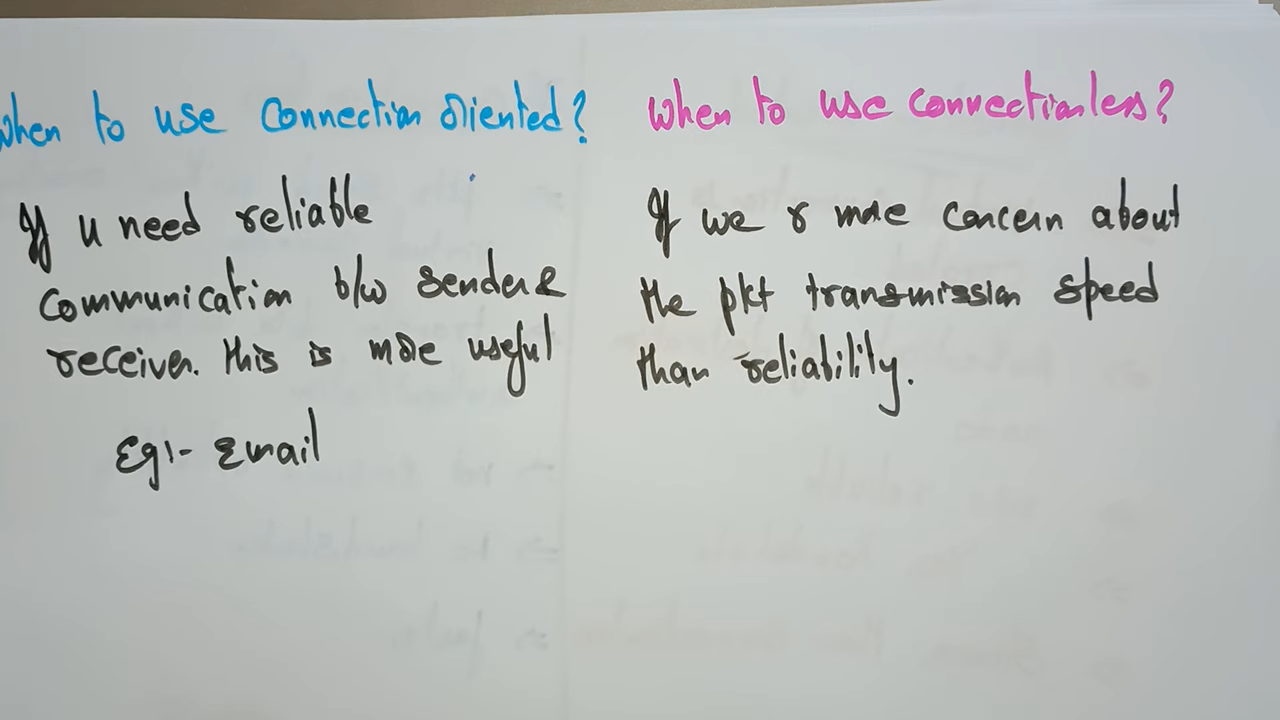 When to use Connection Oriented?
If u need reliable
Communication b/w sender &
receiver. this is more useful
Eg:- Email
When to use Connectionless?
If we r more concern about
the pkt transmission speed
than reliability.